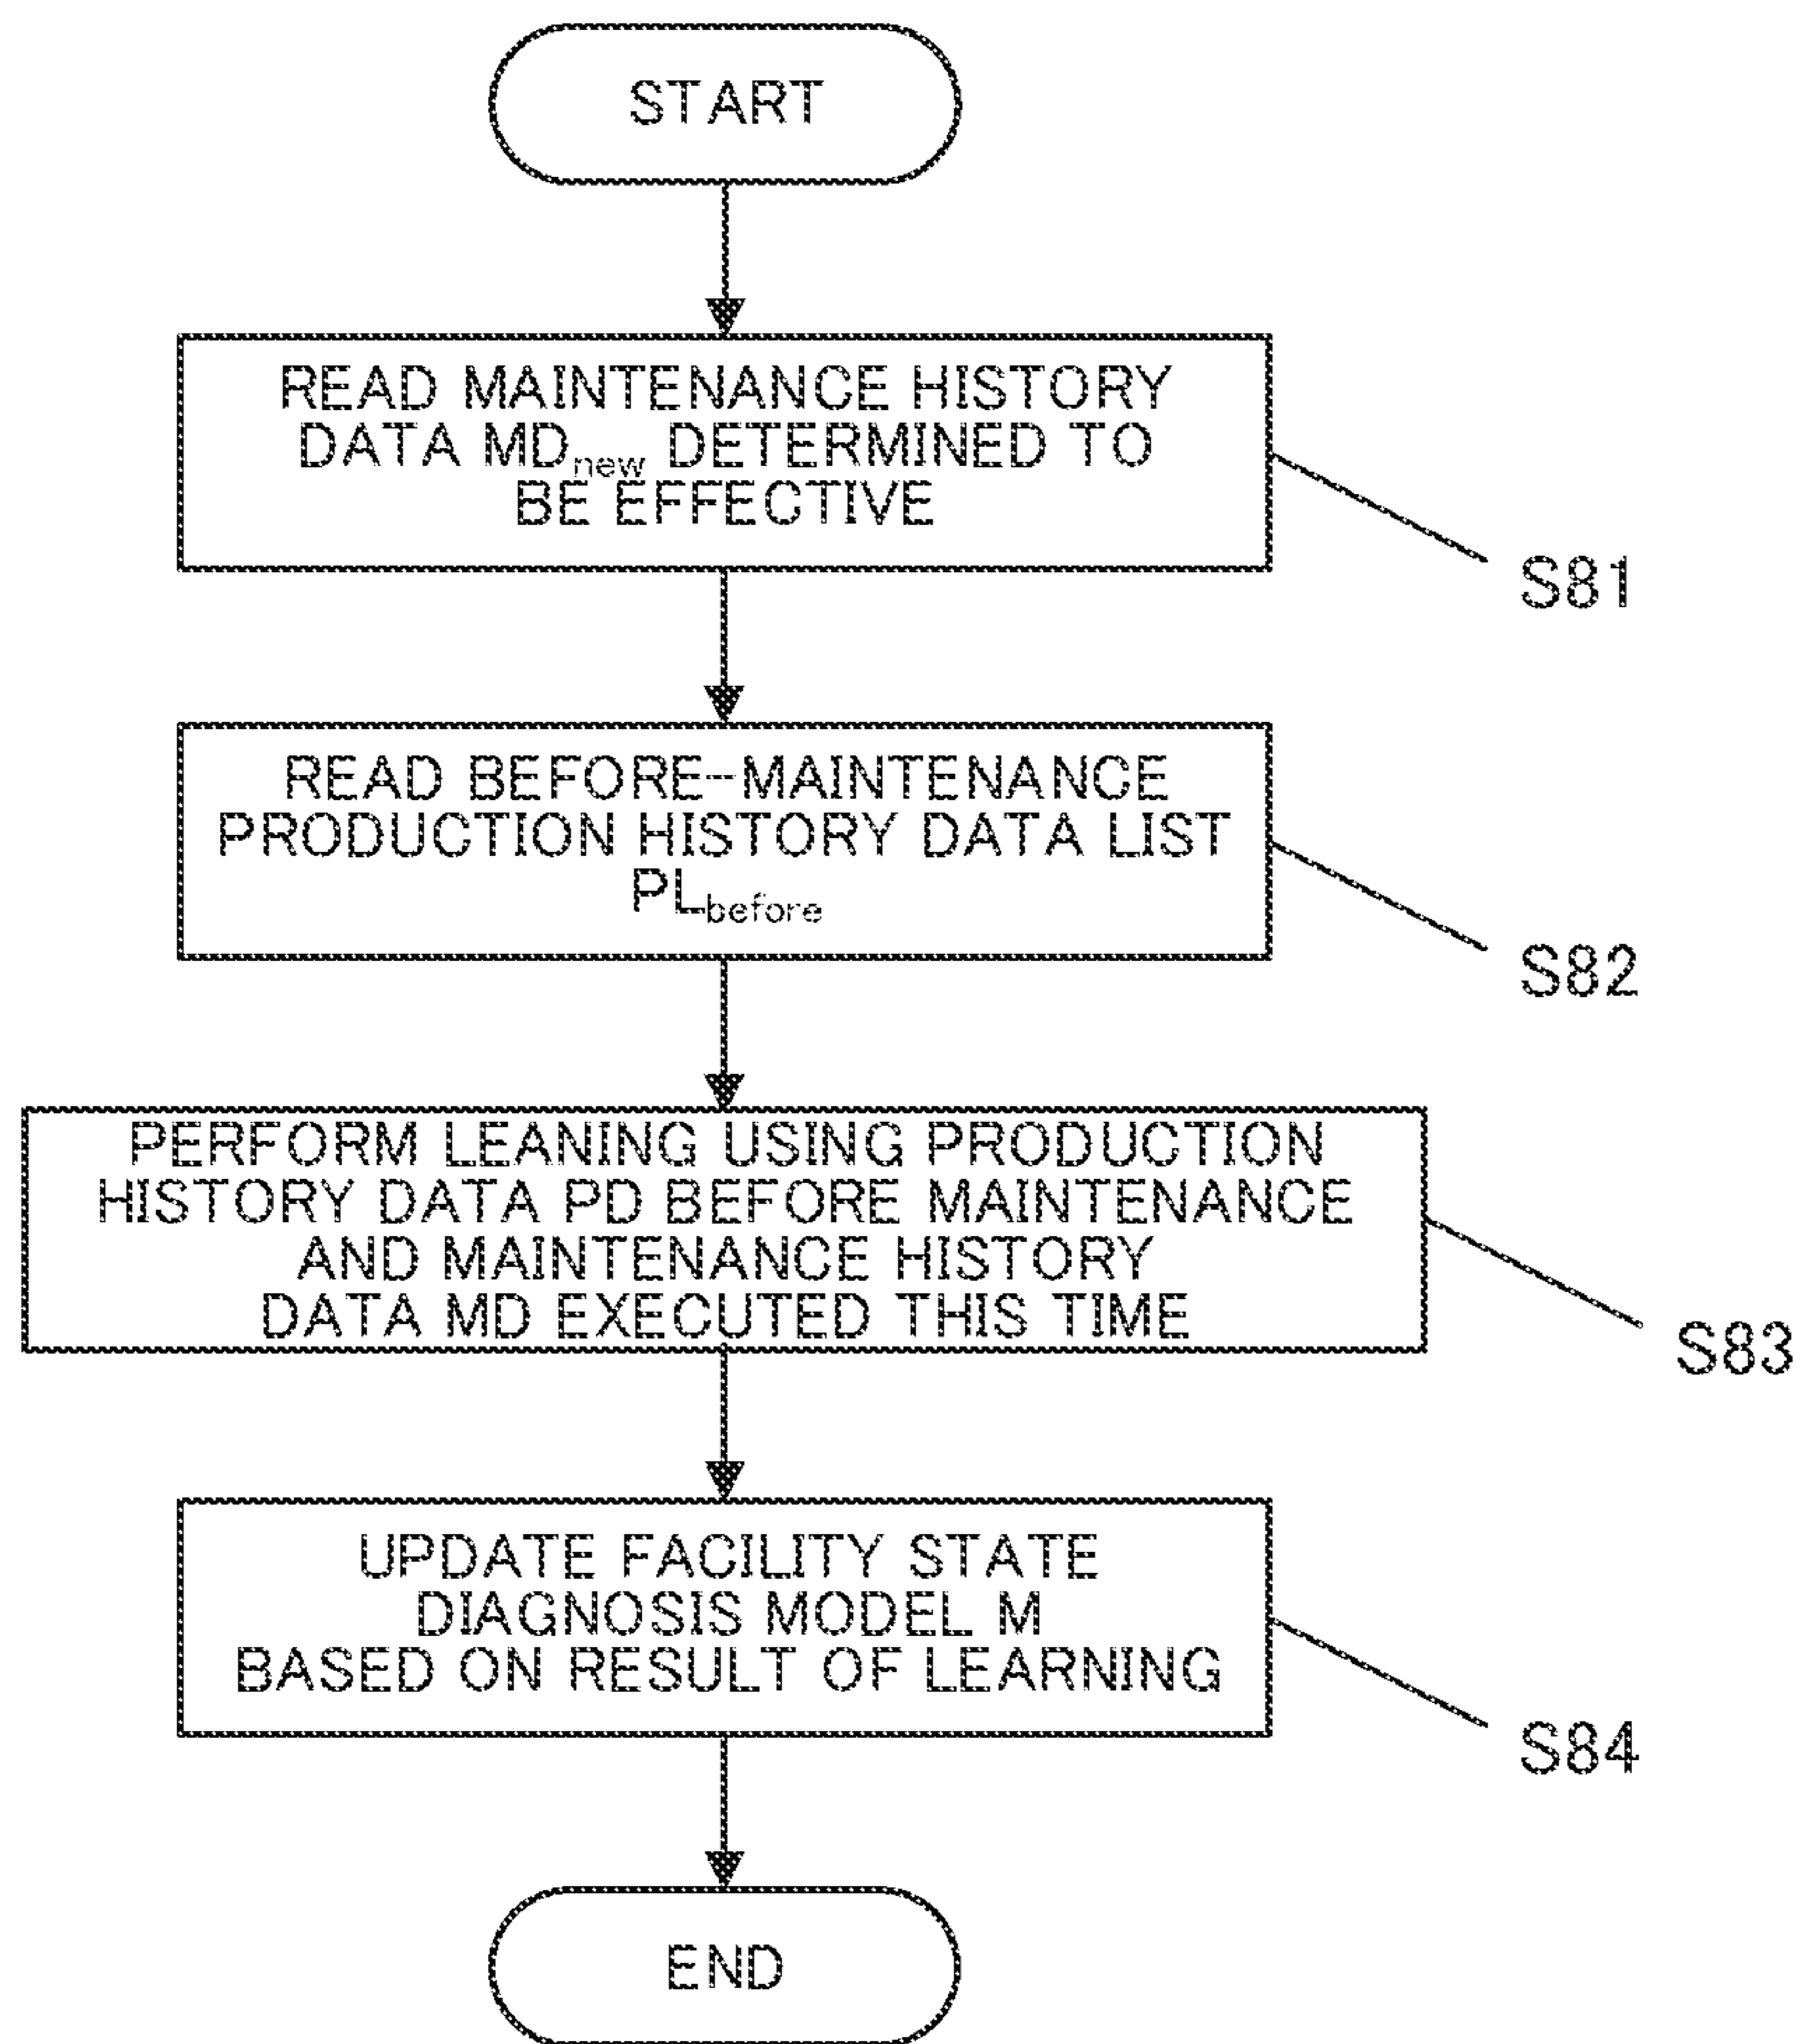 START
READ MAINTENANCE HISTORY
DATA MDnew DETERMINED TO
BE EFFECTIVE
S81
READ BEFORE-MAINTENANCE
PRODUCTION HISTORY DATA LIST
PLbefore
S82
PERFORM LEANING USING PRODUCTION
HISTORY DATA PD BEFORE MAINTENANCE
AND MAINTENANCE HISTORY
DATA MD EXECUTED THIS TIME
S83
UPDATE FACILITY STATE
DIAGNOSIS MODEL M
BASED ON RESULT OF LEARNING
S84
END